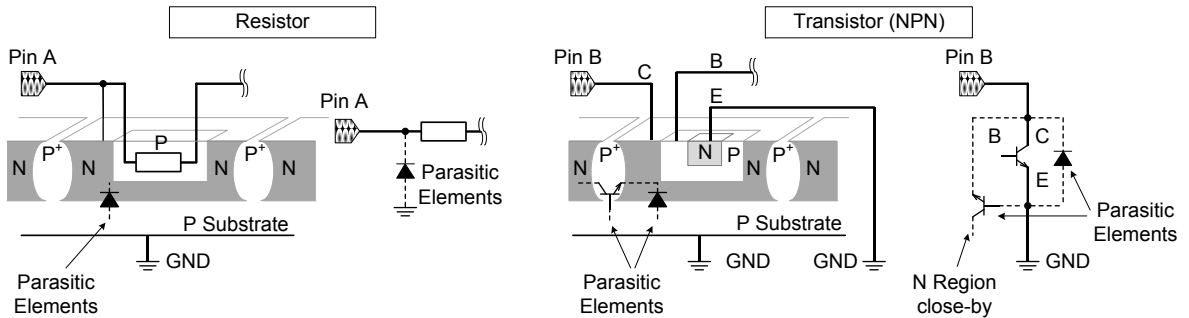 Resistor
Pin A
N
P+
N
P
N
P+
N
Parasitic
Elements
P Substrate
GND
Pin A
Parasitic
Elements
Transistor (NPN)
Pin B
C
B
E
N
P+
N
N
P
N
P+
N
P Substrate
Parasitic
Elements
GND
GND
Pin B
B
C
E
Parasitic
Elements
N Region
close-by
GND